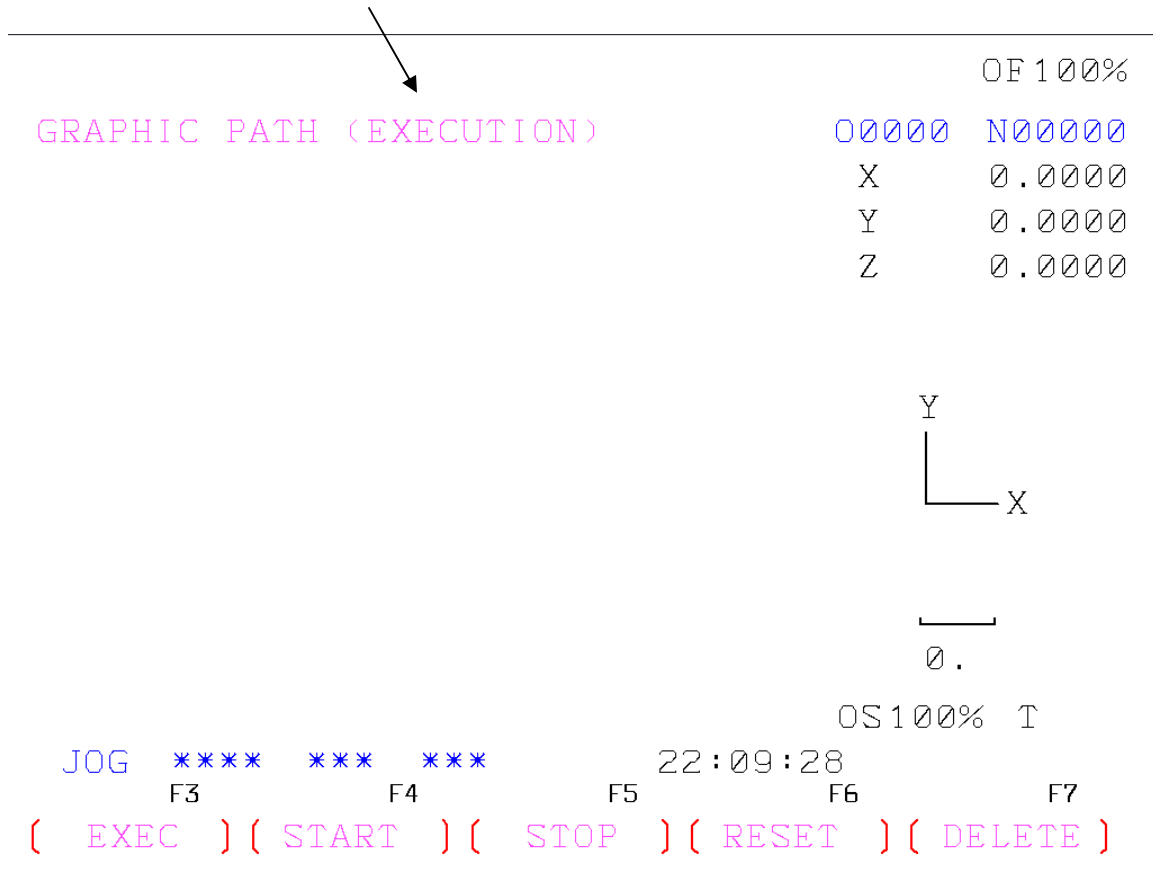 OF100%
GRAPHIC PATH (EXECUTION) O0000 N00000
X 0.0000
Y 0.0000
Z 0.0000
Y
X
0.
OS100% T
JOG **** *** *** 22:09:28
F3 F4 F5 F6 F7
[ EXEC ][ START ][ STOP ][ RESET ][ DELETE ]